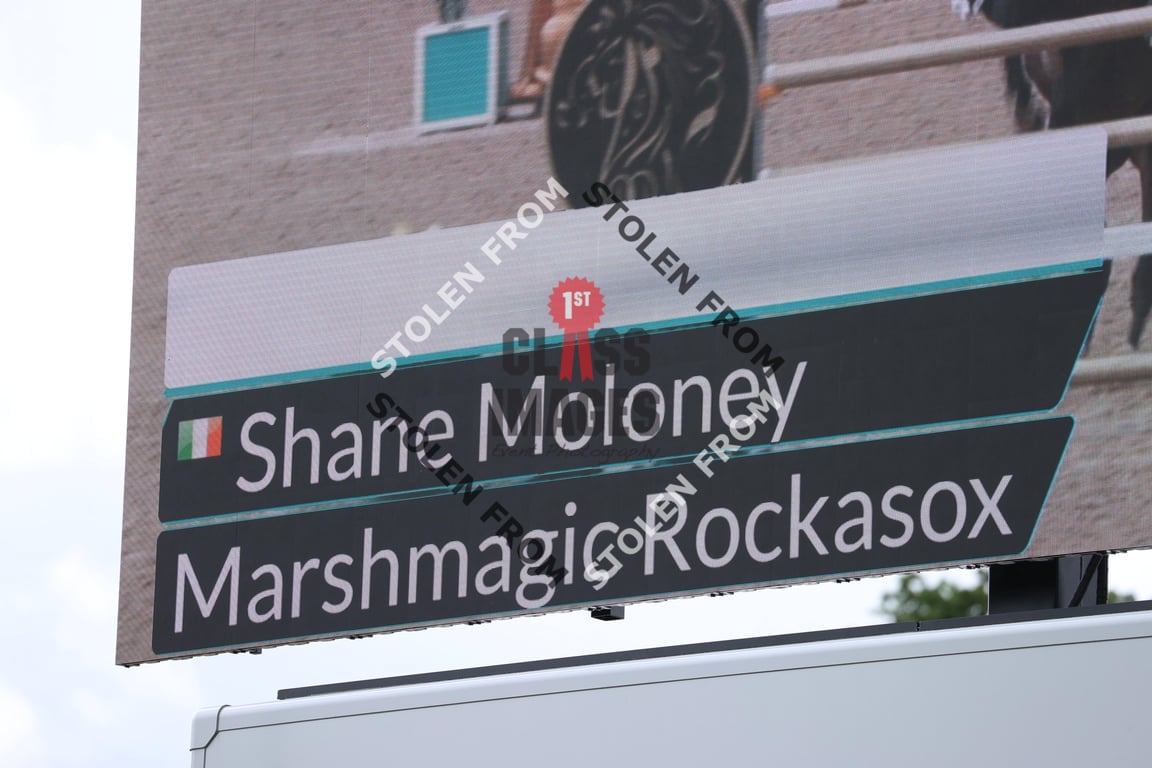 STOLEN FROM
STOLEN FROM
1ST
CLASS
IMAGES
Event Photography
Shane Moloney
Marshmagic Rockasox
STOLEN FROM
STOLEN FROM